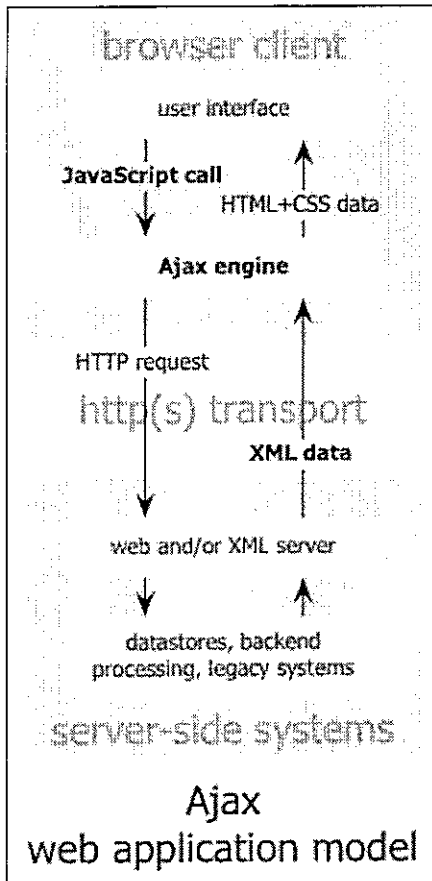 browser client
user interface
JavaScript call
HTML+CSS data
Ajax engine
HTTP request
http(s) transport
XML data
web and/or XML server
datastores, backend
processing, legacy systems
server-side systems
Ajax
web application model